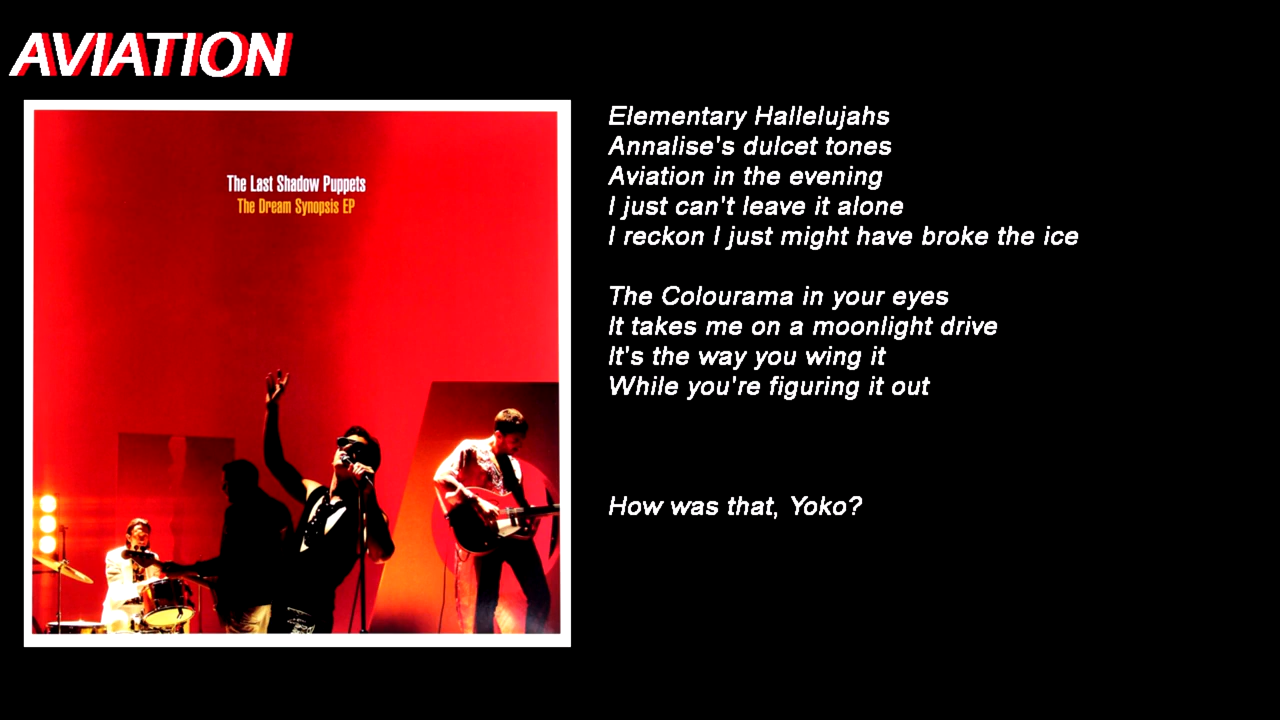 AVIATION
The Last Shadow Puppets
The Dream Synopsis EP
Elementary Hallelujahs
Annalise's dulcet tones
Aviation in the evening
I just can't leave it alone
I reckon I just might have broke the ice
The Colourama in your eyes
It takes me on a moonlight drive
It's the way you wing it
While you're figuring it out
How was that, Yoko?